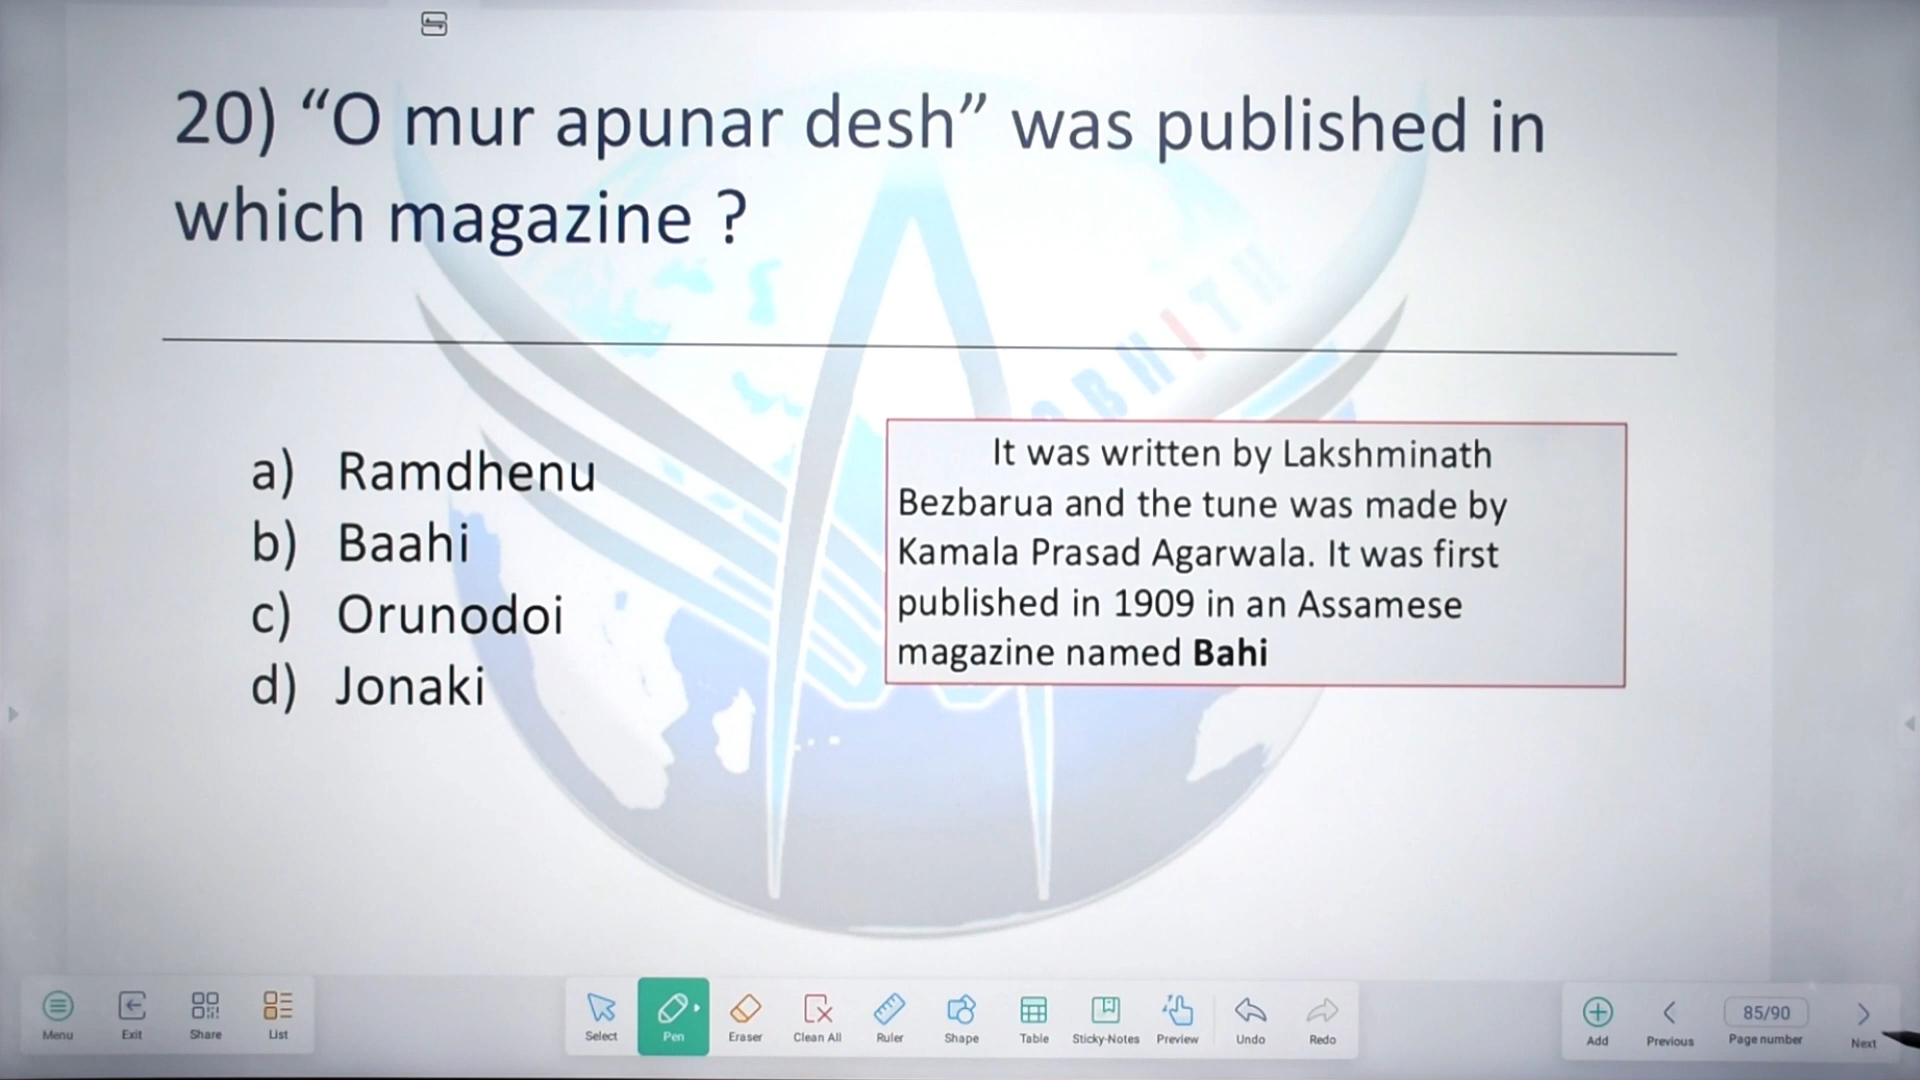 20) “O mur apunar desh” was published in
which magazine ?
a) Ramdhenu
b) Baahi
c) Orunodoi
d) Jonaki
It was written by Lakshminath
Bezbarua and the tune was made by
Kamala Prasad Agarwala. It was first
published in 1909 in an Assamese
magazine named Bahi
ABHITH
Menu Exit Share List
Select Pen Eraser Clean All Ruler Shape Table Sticky-Notes Preview Undo Redo
Add Previous 85/90 Page number Next